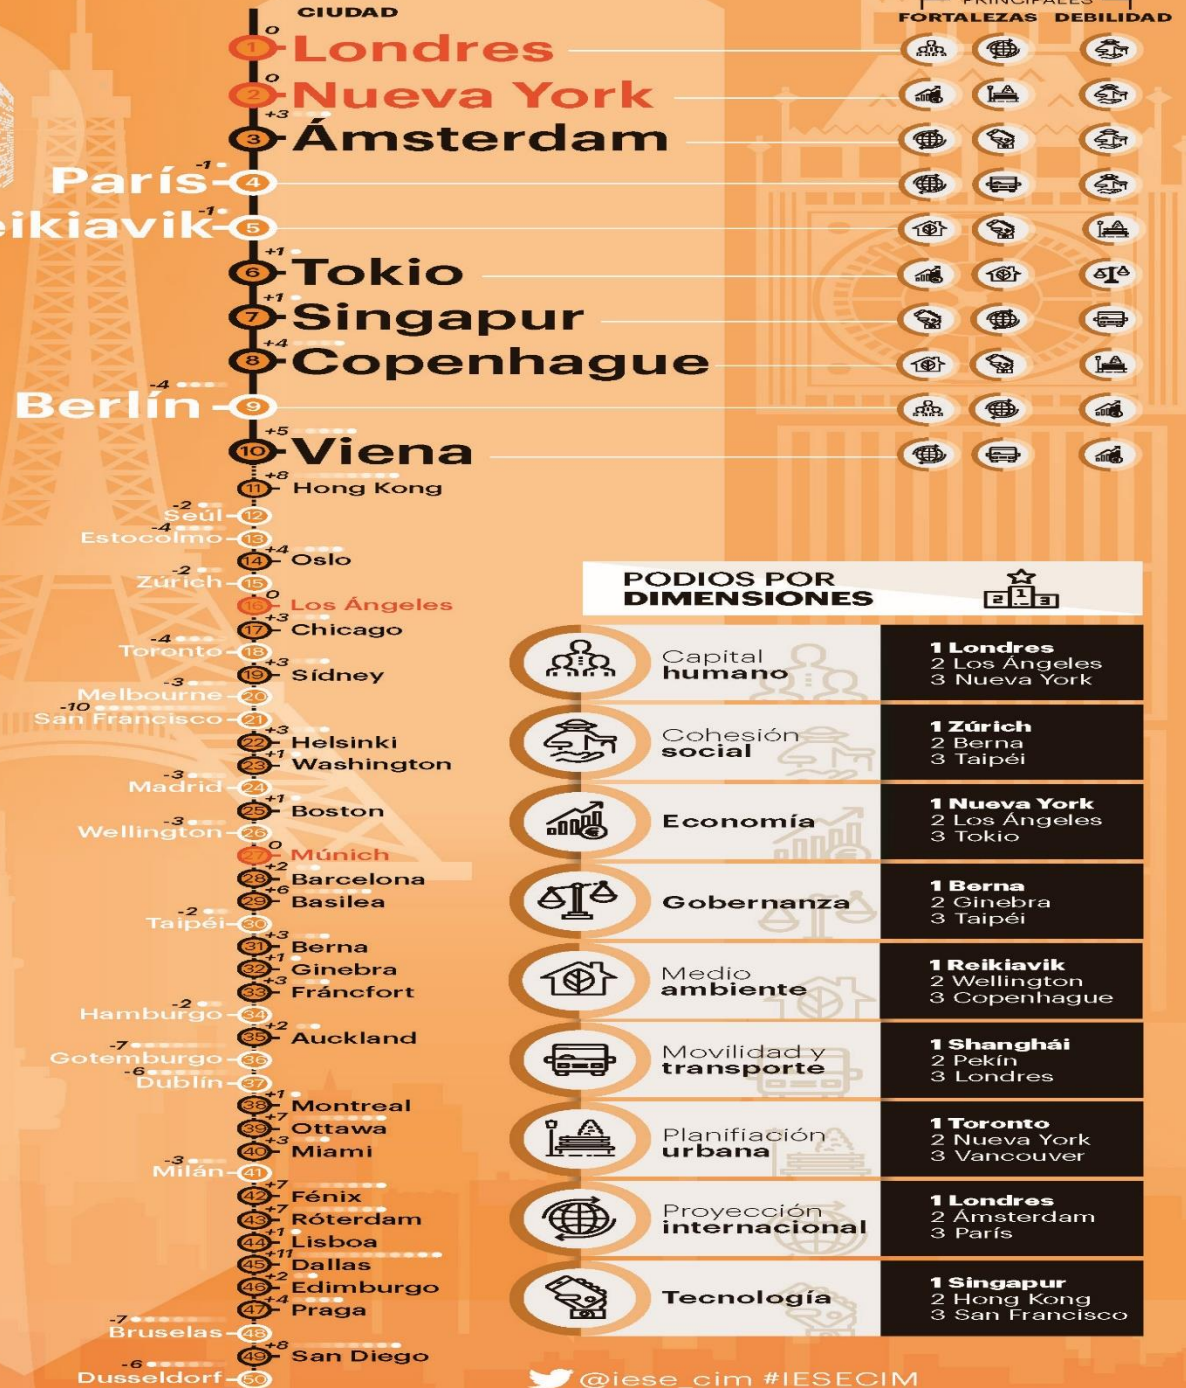 CIUDAD
PRINCIPALES
FORTALEZAS DEBILIDAD
0
1 Londres
0
2 Nueva York
+3
3 Ámsterdam
-1
París 4
-1
eikiavik 5
+1
6 Tokio
+1
7 Singapur
+4
8 Copenhague
-4
Berlín 9
+5
10 Viena
+8
11 Hong Kong
-2
Seúl 12
-4
Estocolmo 13
+4
14 Oslo
-2
Zúrich 15
0
16 Los Ángeles
+3
17 Chicago
-4
Toronto 18
+3
19 Sídney
-3
Melbourne 20
-10
San Francisco 21
+3
22 Helsinki
+1
23 Washington
-3
Madrid 24
+1
25 Boston
-3
Wellington 26
0
27 Múnich
+2
28 Barcelona
+6
29 Basilea
-2
Taipéi 30
+3
31 Berna
+1
32 Ginebra
+3
33 Fráncfort
-2
Hamburgo 34
+2
35 Auckland
-7
Gotemburgo 36
-6
Dublín 37
+1
38 Montreal
+7
39 Ottawa
+3
40 Miami
-3
Milán 41
+7
42 Fénix
+7
43 Róterdam
+1
44 Lisboa
+11
45 Dallas
+2
46 Edimburgo
+4
47 Praga
-7
Bruselas 48
+8
49 San Diego
-6
Dusseldorf 50
PODIOS POR
DIMENSIONES
2 1 3
Capital
humano
1 Londres
2 Los Ángeles
3 Nueva York
Cohesión
social
1 Zúrich
2 Berna
3 Taipéi
Economía
1 Nueva York
2 Los Ángeles
3 Tokio
Gobernanza
1 Berna
2 Ginebra
3 Taipéi
Medio
ambiente
1 Reikiavik
2 Wellington
3 Copenhague
Movilidad y
transporte
1 Shanghái
2 Pekín
3 Londres
Planifiación
urbana
1 Toronto
2 Nueva York
3 Vancouver
Proyección
internacional
1 Londres
2 Ámsterdam
3 París
Tecnología
1 Singapur
2 Hong Kong
3 San Francisco
@iese_cim #IESECIM